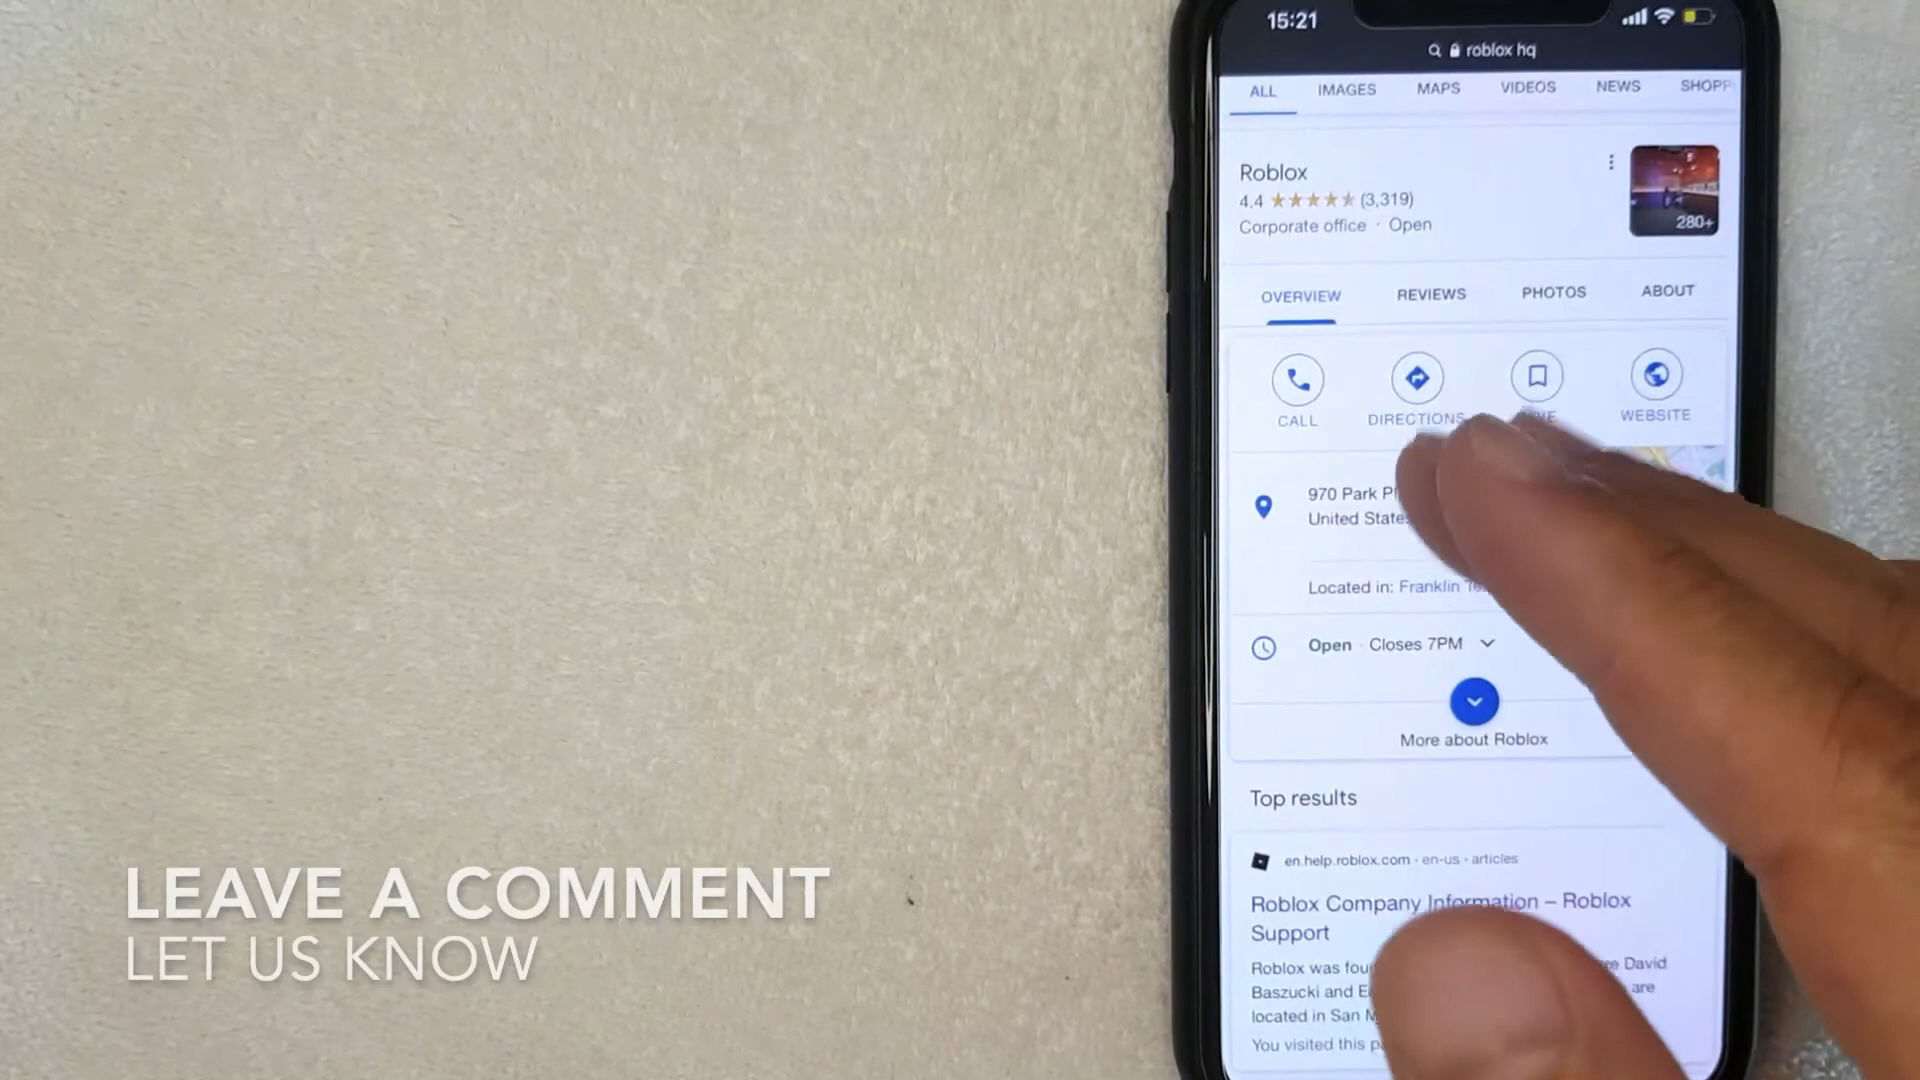 15:21
roblox hq
ALL IMAGES MAPS VIDEOS NEWS SHOPP
Roblox
4.4 (3,319)
Corporate office · Open
280+
OVERVIEW REVIEWS PHOTOS ABOUT
CALL DIRECTIONS WEBSITE
970 Park
United States
Located in: Franklin
Open · Closes 7PM
More about Roblox
Top results
en.help.roblox.com · en-us · articles
Roblox Company Information – Roblox
Support
Roblox was David
Baszucki and are
located in San
You visited this
LEAVE A COMMENT
LET US KNOW